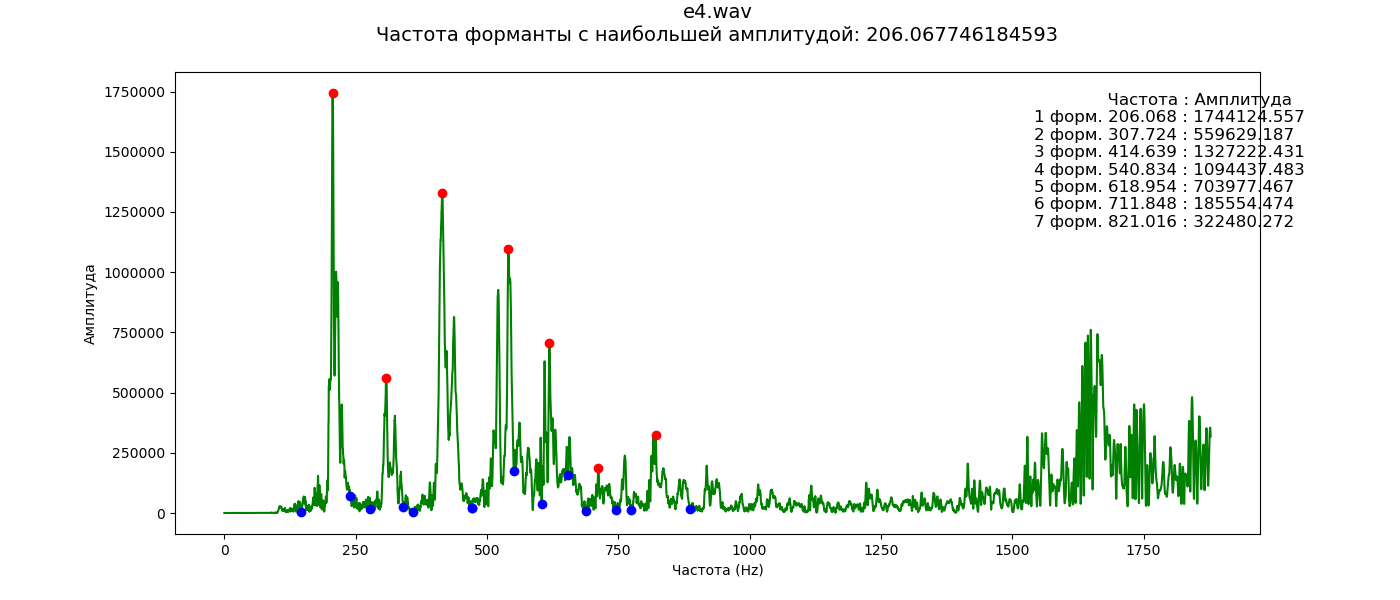 e4.wav
Частота форманты с наибольшей амплитудой: 206.067746184593
Частота : Амплитуда
1 форм. 206.068 : 1744124.557
2 форм. 307.724 : 559629.187
3 форм. 414.639 : 1327222.431
4 форм. 540.834 : 1094437.483
5 форм. 618.954 : 703977.467
6 форм. 711.848 : 185554.474
7 форм. 821.016 : 322480.272
1750000
1500000
1250000
1000000
750000
500000
250000
0
Амплитуда
0 250 500 750 1000 1250 1500 1750
Частота (Hz)